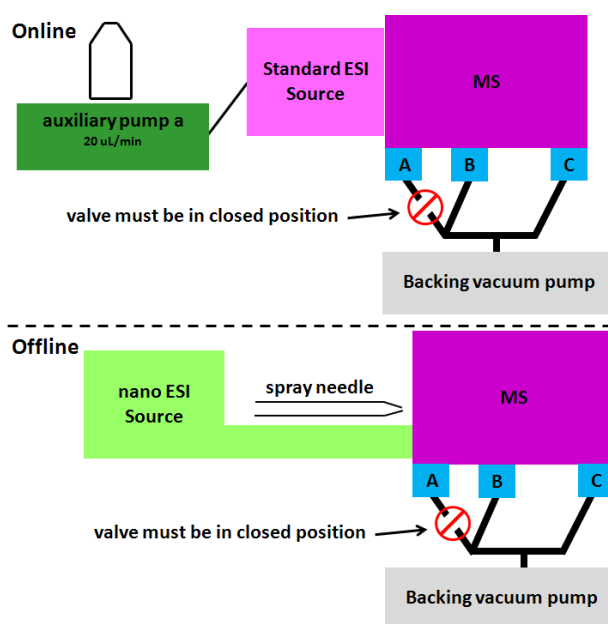 Online
auxiliary pump a
20 uL/min
Standard ESI
Source
MS
A
B
C
valve must be in closed position
Backing vacuum pump
Offline
nano ESI
Source
spray needle
MS
A
B
C
valve must be in closed position
Backing vacuum pump